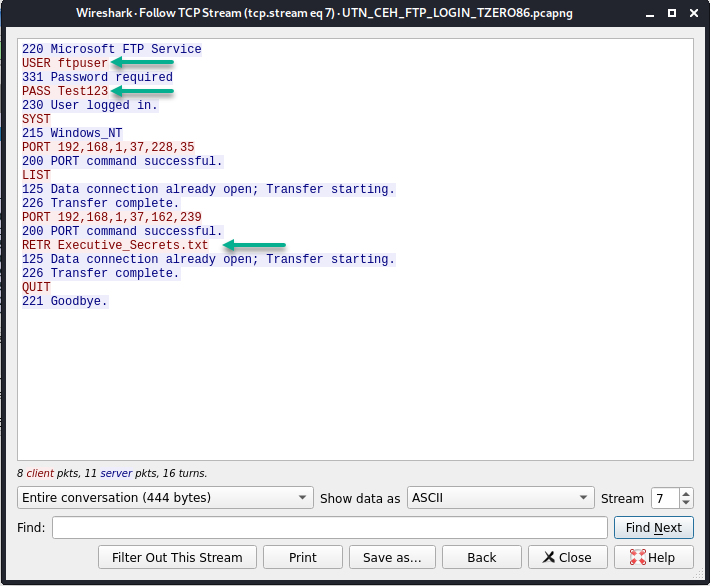 Wireshark · Follow TCP Stream (tcp.stream eq 7) · UTN_CEH_FTP_LOGIN_TZERO86.pcapng
220 Microsoft FTP Service
USER ftpuser
331 Password required
PASS Test123
230 User logged in.
SYST
215 Windows_NT
PORT 192,168,1,37,228,35
200 PORT command successful.
LIST
125 Data connection already open; Transfer starting.
226 Transfer complete.
PORT 192,168,1,37,162,239
200 PORT command successful.
RETR Executive_Secrets.txt
125 Data connection already open; Transfer starting.
226 Transfer complete.
QUIT
221 Goodbye.
8 client pkts, 11 server pkts, 16 turns.
Entire conversation (444 bytes) Show data as ASCII Stream 7
Find: Find Next
Filter Out This Stream Print Save as... Back Close Help